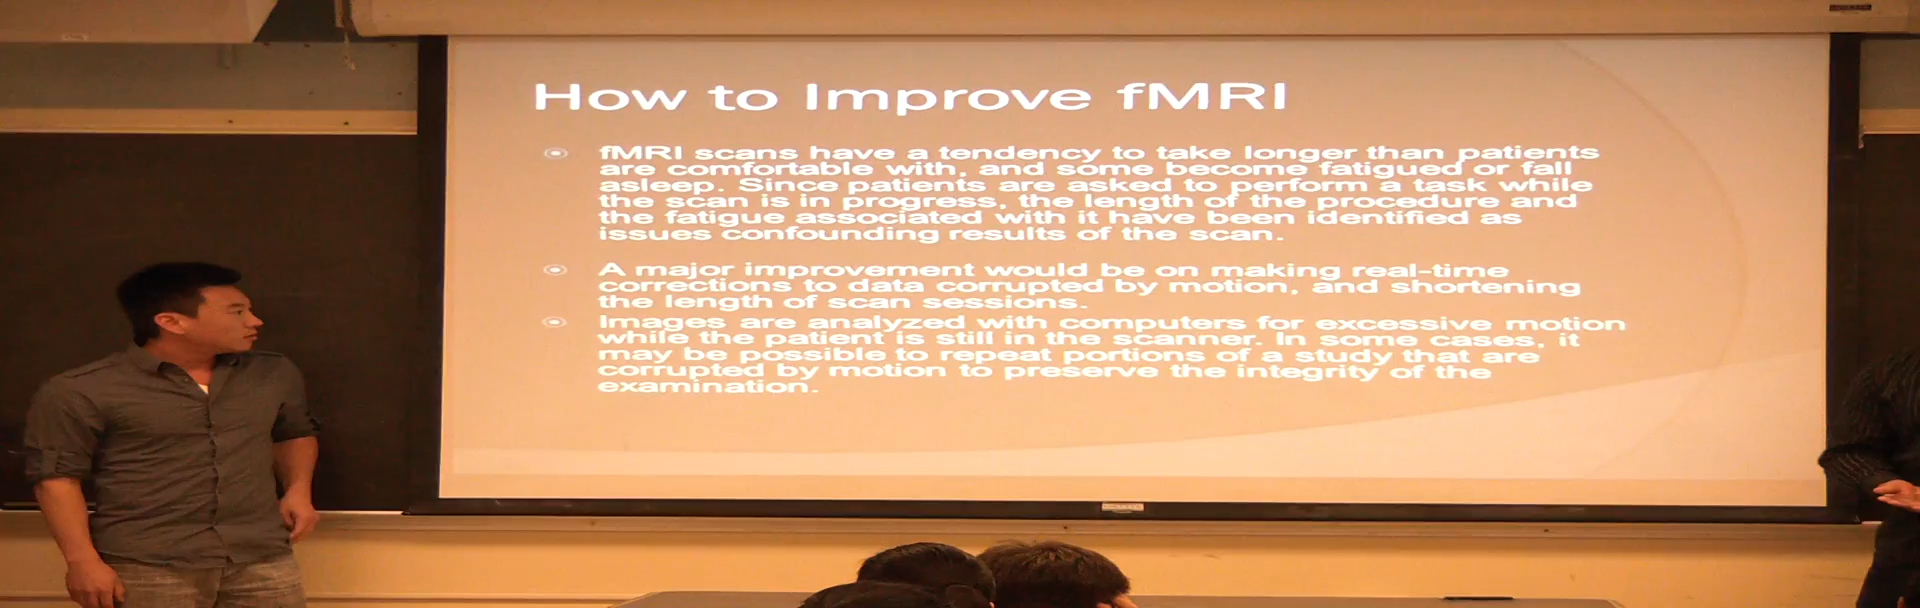 How to Improve fMRI
fMRI scans have a tendency to take longer than patients
are comfortable with, and some become fatigued or fall
asleep. Since patients are asked to perform a task while
the scan is in progress, the length of the procedure and
the fatigue associated with it have been identified as
issues confounding results of the scan.
A major improvement would be on making real-time
corrections to data corrupted by motion, and shortening
the length of scan sessions.
Images are analyzed with computers for excessive motion
while the patient is still in the scanner. In some cases, it
may be possible to repeat portions of a study that are
corrupted by motion to preserve the integrity of the
examination.